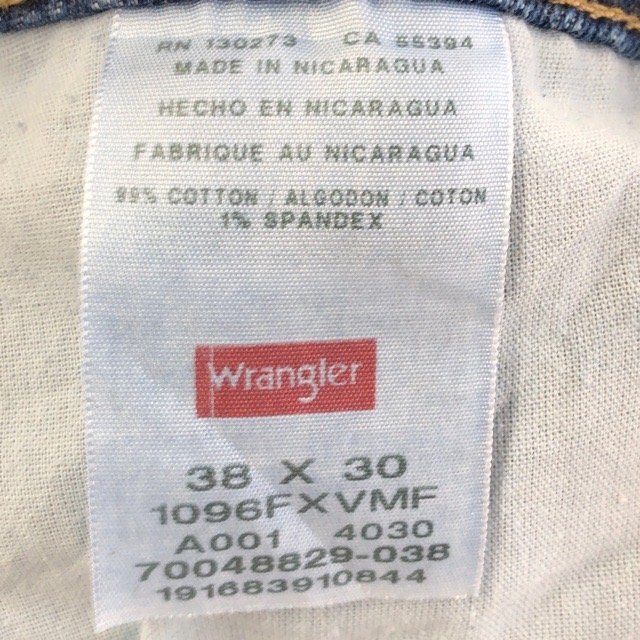 RN 130273 CA 55394
MADE IN NICARAGUA
HECHO EN NICARAGUA
FABRIQUE AU NICARAGUA
99% COTTON / ALGODON / COTON
1% SPANDEX
Wrangler
38 X 30
1096FXVMF
A001 4030
70048829-038
191683910844